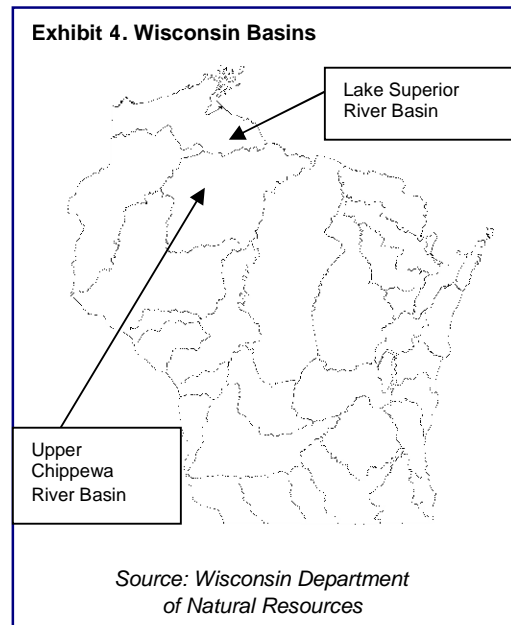 Exhibit 4. Wisconsin Basins
Lake Superior
River Basin
Upper
Chippewa
River Basin
Source: Wisconsin Department
of Natural Resources